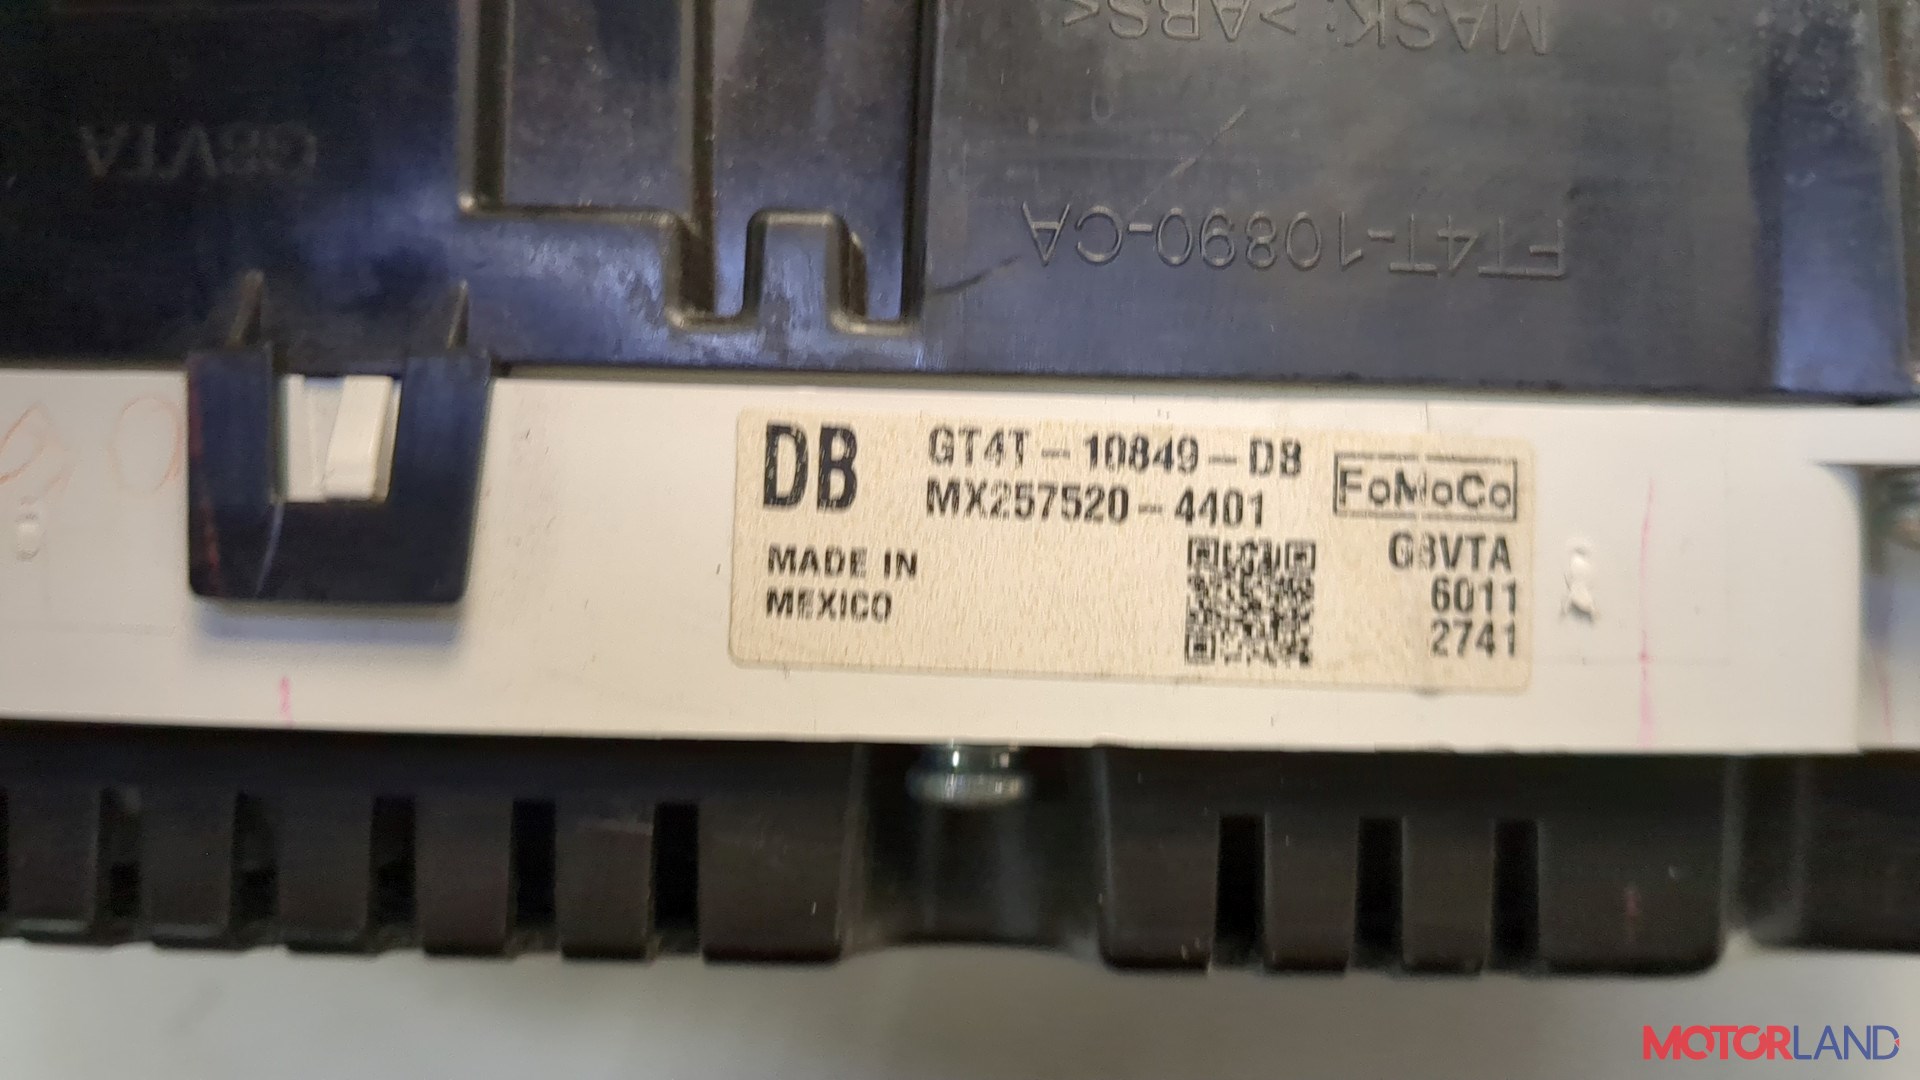 MASK: >ABS<
GBVTA
FT4T-10890-CA
DB
GT4T-10849-DB
MX257520-4401
FoMoCo
MADE IN
MEXICO
G8VTA
6011
2741
MOTORLAND